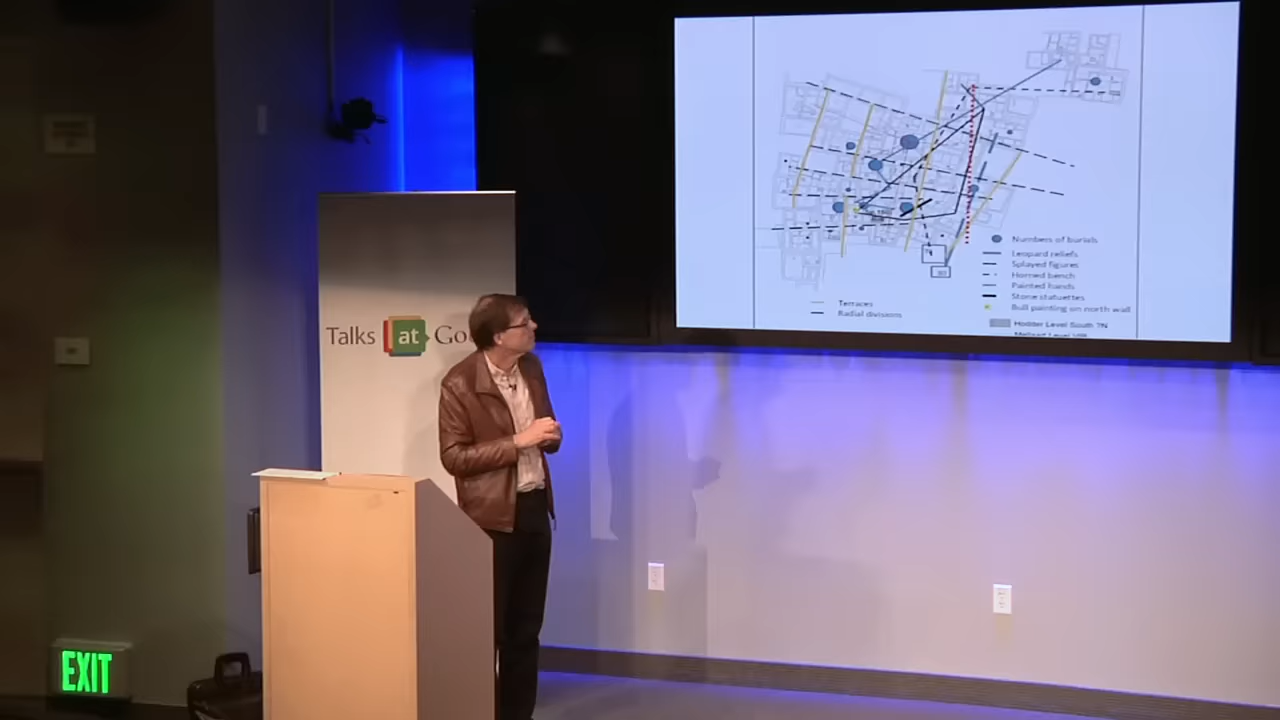 Numbers of burials
Leopard reliefs
Splayed figures
Horned bench
Painted hands
Stone statuettes
Bull painting on north wall
Terraces
Radial divisions
Hodder Level South 7N
Talks at Go
EXIT